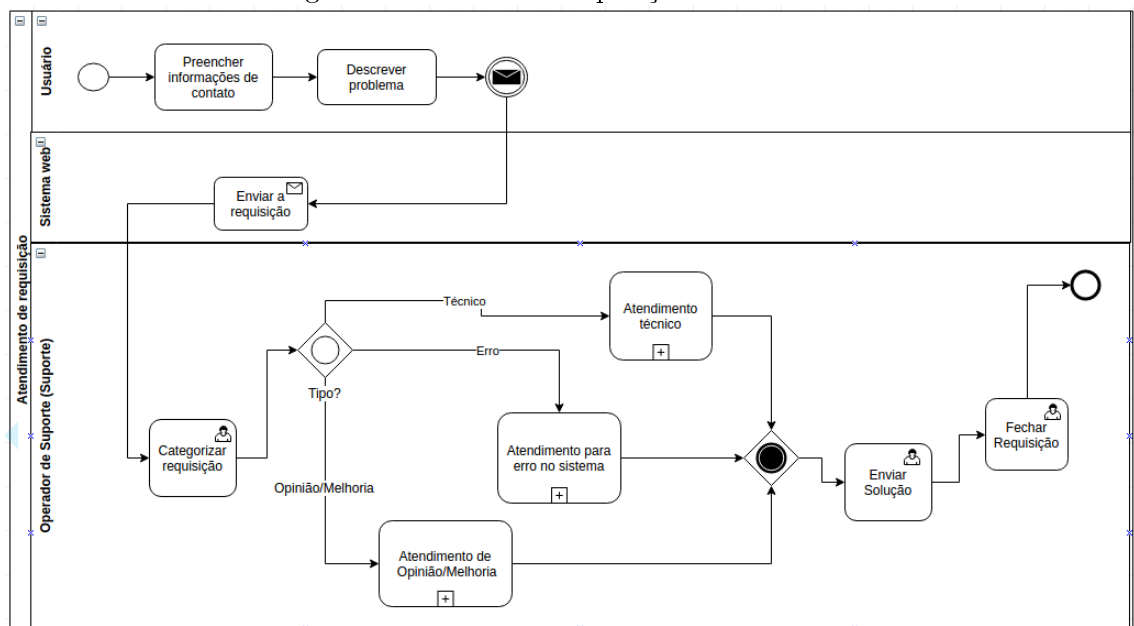 Atendimento de requisição
Usuário
Preencher
informações de
contato
Descrever
problema
Sistema web
Enviar a
requisição
Operador de Suporte (Suporte)
Categorizar
requisição
Tipo?
Técnico
Erro
Opinião/Melhoria
Atendimento
técnico
Atendimento para
erro no sistema
Atendimento de
Opinião/Melhoria
Enviar
Solução
Fechar
Requisição